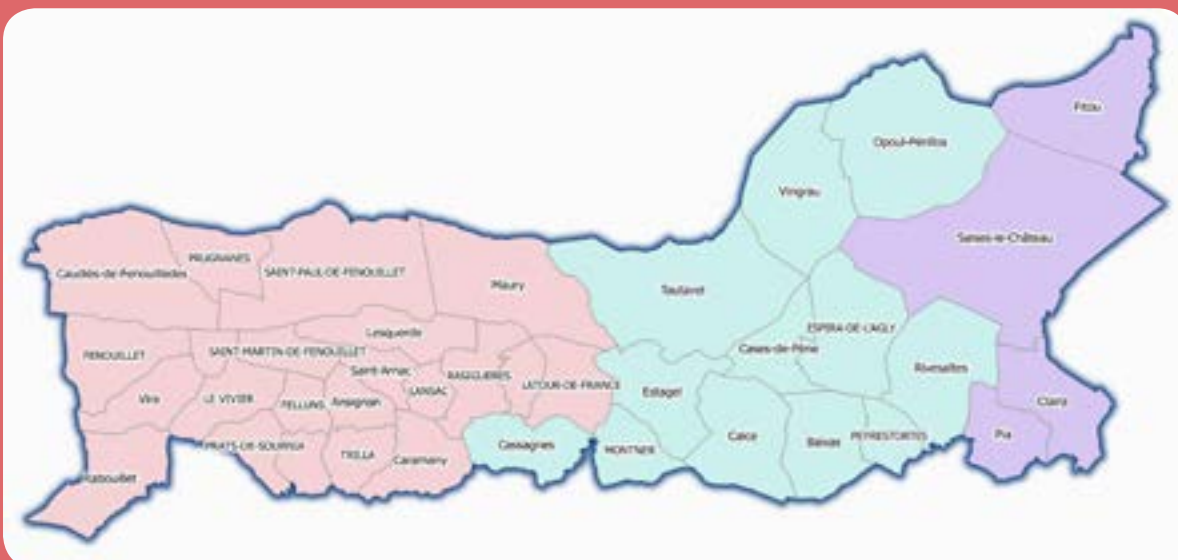 Fitou
Opoul-Périllos
Vingrau
Salses-le-Château
Caudiès-de-Fenouillèdes
PRUGNANES
SAINT-PAUL-DE-FENOUILLET
Maury
Tautavel
Lesquerde
ESPIRA-DE-L'AGLY
Cases-de-Pène
FENOUILLET
SAINT-MARTIN-DE-FENOUILLET
Saint-Arnac
RASIGUÈRES
LATOUR-DE-FRANCE
Rivesaltes
Vira
LE VIVIER
FELLUNS
Ansignan
LANSAC
Estagel
Claira
PRATS-DE-SOURNIA
TRILLA
Caramany
Cassagnes
MONTNER
Calce
Baixas
PEYRESTORTES
Pia
Rabouillet